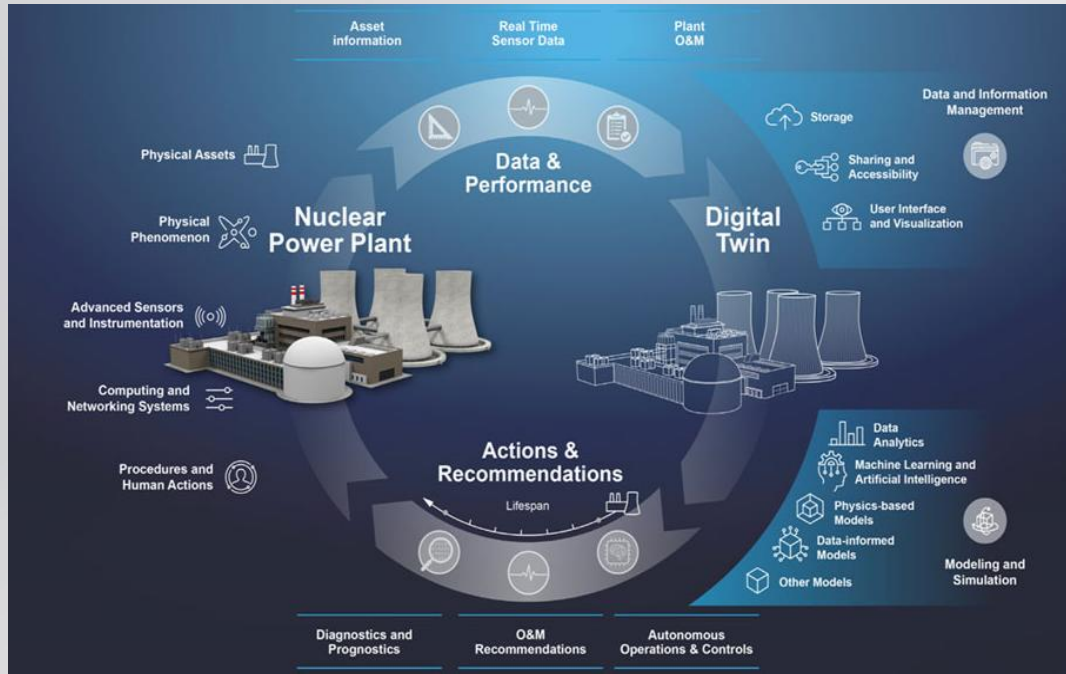 Asset
information
Real Time
Sensor Data
Plant
O&M
Data &
Performance
Physical Assets
Physical
Phenomenon
Advanced Sensors
and Instrumentation
Computing and
Networking Systems
Procedures and
Human Actions
Nuclear
Power Plant
Digital
Twin
Data and Information
Management
Storage
Sharing and
Accessibility
User Interface
and Visualization
Data
Analytics
Machine Learning and
Artificial Intelligence
Physics-based
Models
Data-informed
Models
Other Models
Modeling and
Simulation
Actions &
Recommendations
Lifespan
Diagnostics and
Prognostics
O&M
Recommendations
Autonomous
Operations & Controls